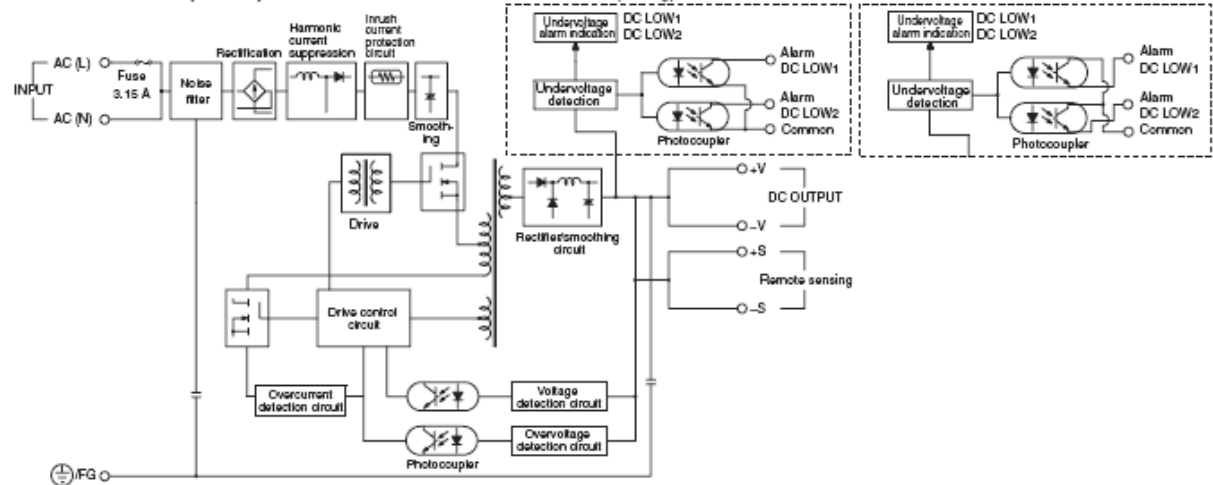 Undervoltage
alarm indication
DC LOW1
DC LOW2
Undervoltage
detection
Alarm
DC LOW1
Alarm
DC LOW2
Common
Photocoupler
Undervoltage
alarm indication
DC LOW1
DC LOW2
Undervoltage
detection
Alarm
DC LOW1
Alarm
DC LOW2
Common
Photocoupler
INPUT
AC (L)
AC (N)
Fuse
3.15 A
Noise
filter
Rectification
Harmonic
current
suppression
Inrush
current
protection
circuit
Smooth-
ing
Drive
Rectifier/smoothing
circuit
+V
DC OUTPUT
–V
+S
Remote sensing
–S
Drive control
circuit
Overcurrent
detection circuit
Voltage
detection circuit
Overvoltage
detection circuit
Photocoupler
/FG